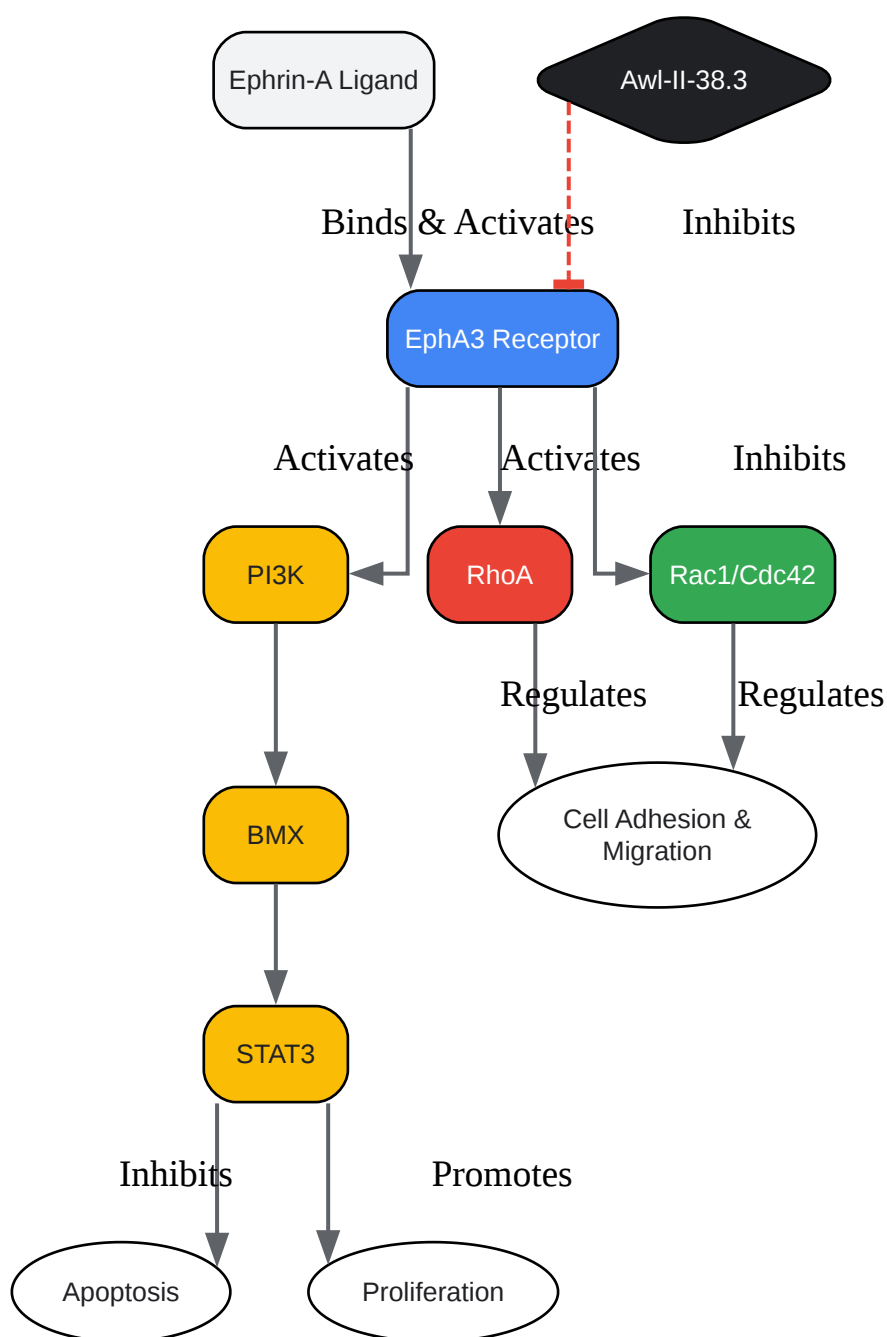 Ephrin-A Ligand
Awl-II-38.3
Binds & Activates
Inhibits
EphA3 Receptor
Activates
Activates
Inhibits
PI3K
RhoA
Rac1/Cdc42
Regulates
Regulates
BMX
Cell Adhesion &
Migration
STAT3
Inhibits
Promotes
Apoptosis
Proliferation